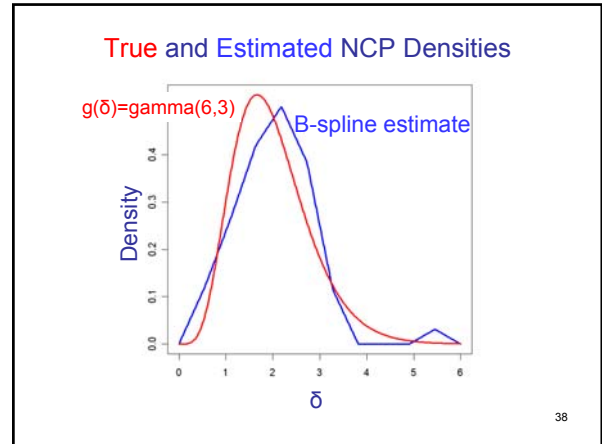 True and Estimated NCP Densities
g(δ)=gamma(6,3)
B-spline estimate
Density
0.4
0.3
0.2
0.1
0.0
0 1 2 3 4 5 6
δ
38